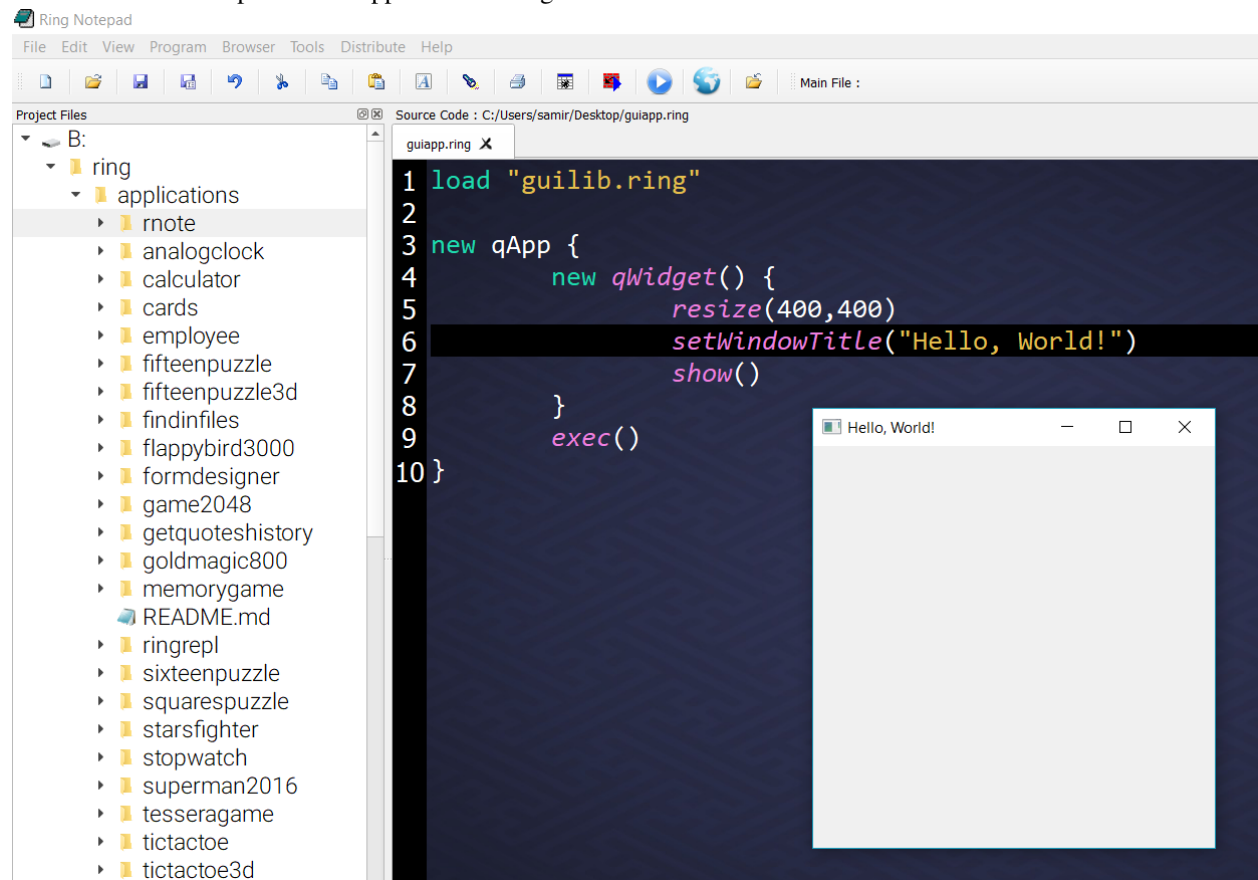 Ring Notepad
File Edit View Program Browser Tools Distribute Help
Main File :
Project Files
Source Code : C:/Users/samir/Desktop/guiapp.ring
B:
ring
applications
rnote
analogclock
calculator
cards
employee
fifteenpuzzle
fifteenpuzzle3d
findinfiles
flappybird3000
formdesigner
game2048
getquoteshistory
goldmagic800
memorygame
README.md
ringrepl
sixteenpuzzle
squarespuzzle
starsfighter
stopwatch
superman2016
tesseragame
tictactoe
tictactoe3d
guiapp.ring
1 load "guilib.ring"
2
3 new qApp {
4 new qWidget() {
5 resize(400,400)
6 setWindowTitle("Hello, World!")
7 show()
8 }
9 exec()
10 }
Hello, World!